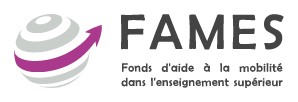 FAMES
Fonds d'aide à la mobilité
dans l'enseignement supérieur